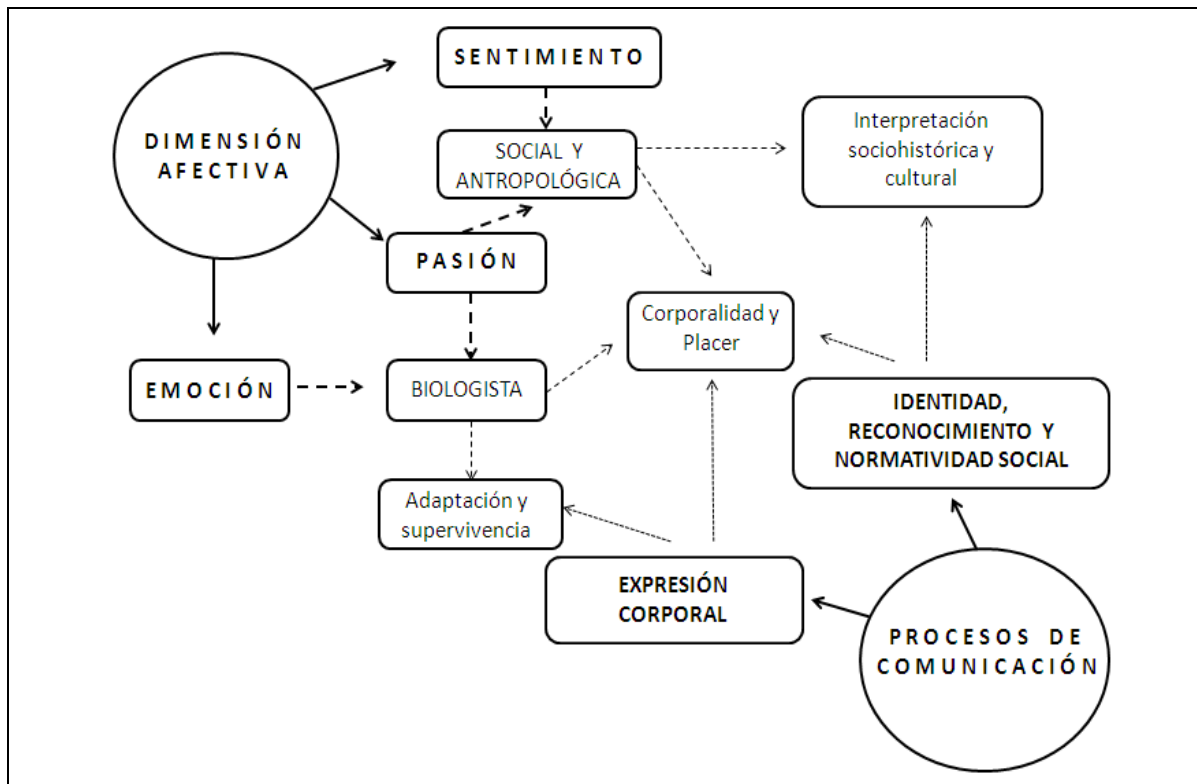 SENTIMIENTO
DIMENSIÓN
AFECTIVA
SOCIAL Y
ANTROPOLÓGICA
Interpretación
sociohistórica y
cultural
PASIÓN
Corporalidad y
Placer
EMOCIÓN
BIOLOGISTA
IDENTIDAD,
RECONOCIMIENTO Y
NORMATIVIDAD SOCIAL
Adaptación y
supervivencia
EXPRESIÓN
CORPORAL
PROCESOS DE
COMUNICACIÓN